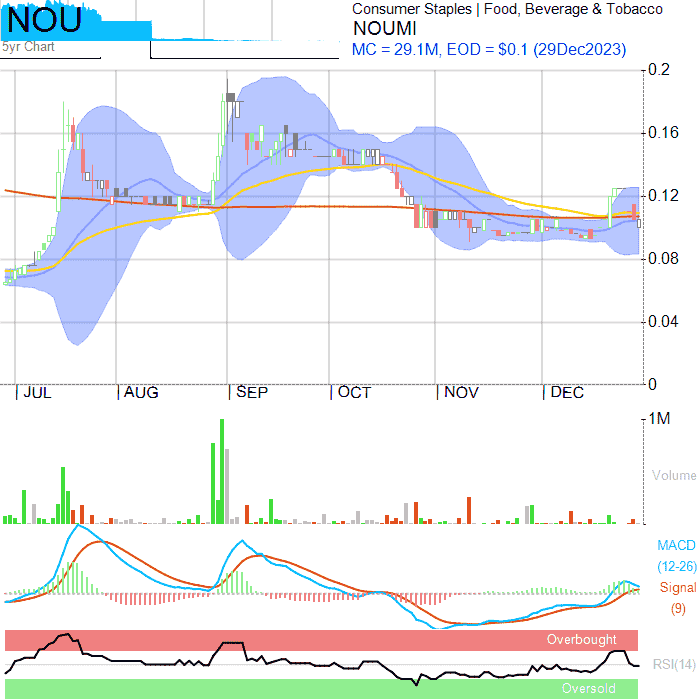 NOU
5yr Chart
Consumer Staples | Food, Beverage & Tobacco
NOUMI
MC = 29.1M, EOD = $0.1 (29Dec2023)
0.2
0.16
0.12
0.08
0.04
0
JUL AUG SEP OCT NOV DEC
1M
Volume
MACD
(12-26)
Signal
(9)
Overbought
RSI(14)
Oversold